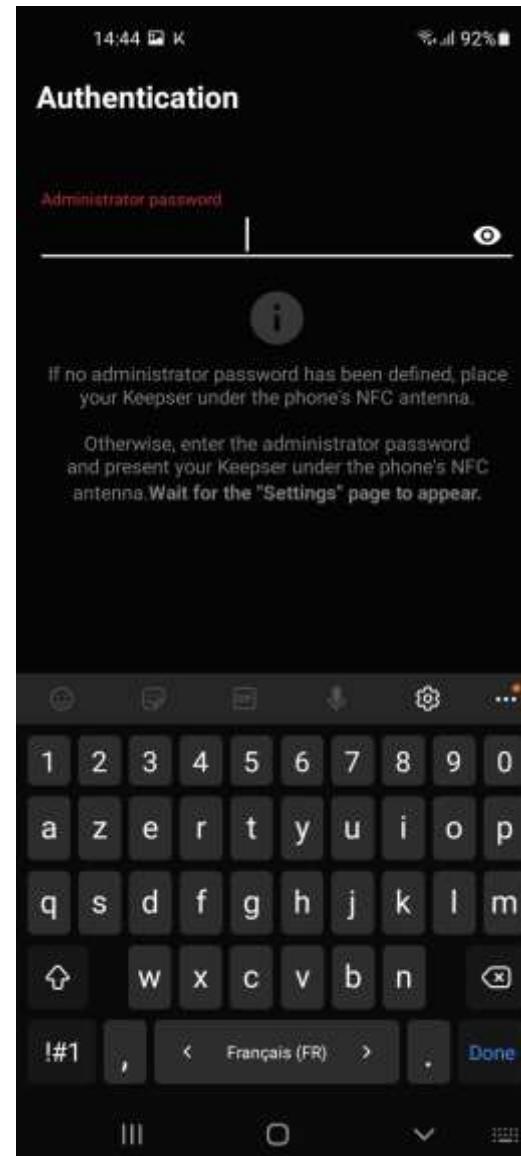 14:44 K 92%
Authentication
Administrator password
If no administrator password has been defined, place
your Keepser under the phone's NFC antenna.
Otherwise, enter the administrator password
and present your Keepser under the phone's NFC
antenna.Wait for the "Settings" page to appear.
GIF
1 2 3 4 5 6 7 8 9 0
a z e r t y u i o p
q s d f g h j k l m
w x c v b n
!#1 , < Français (FR) > . Done